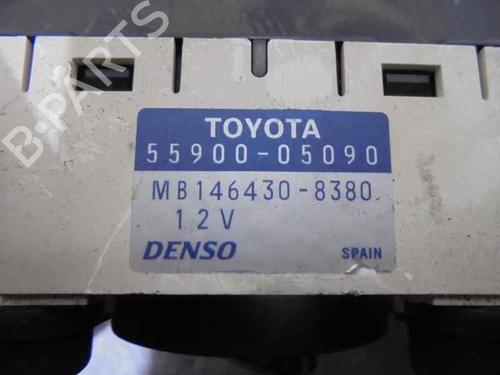 B-PARTS
TOYOTA
55900-05090
MB146430-8380
12V
DENSO SPAIN